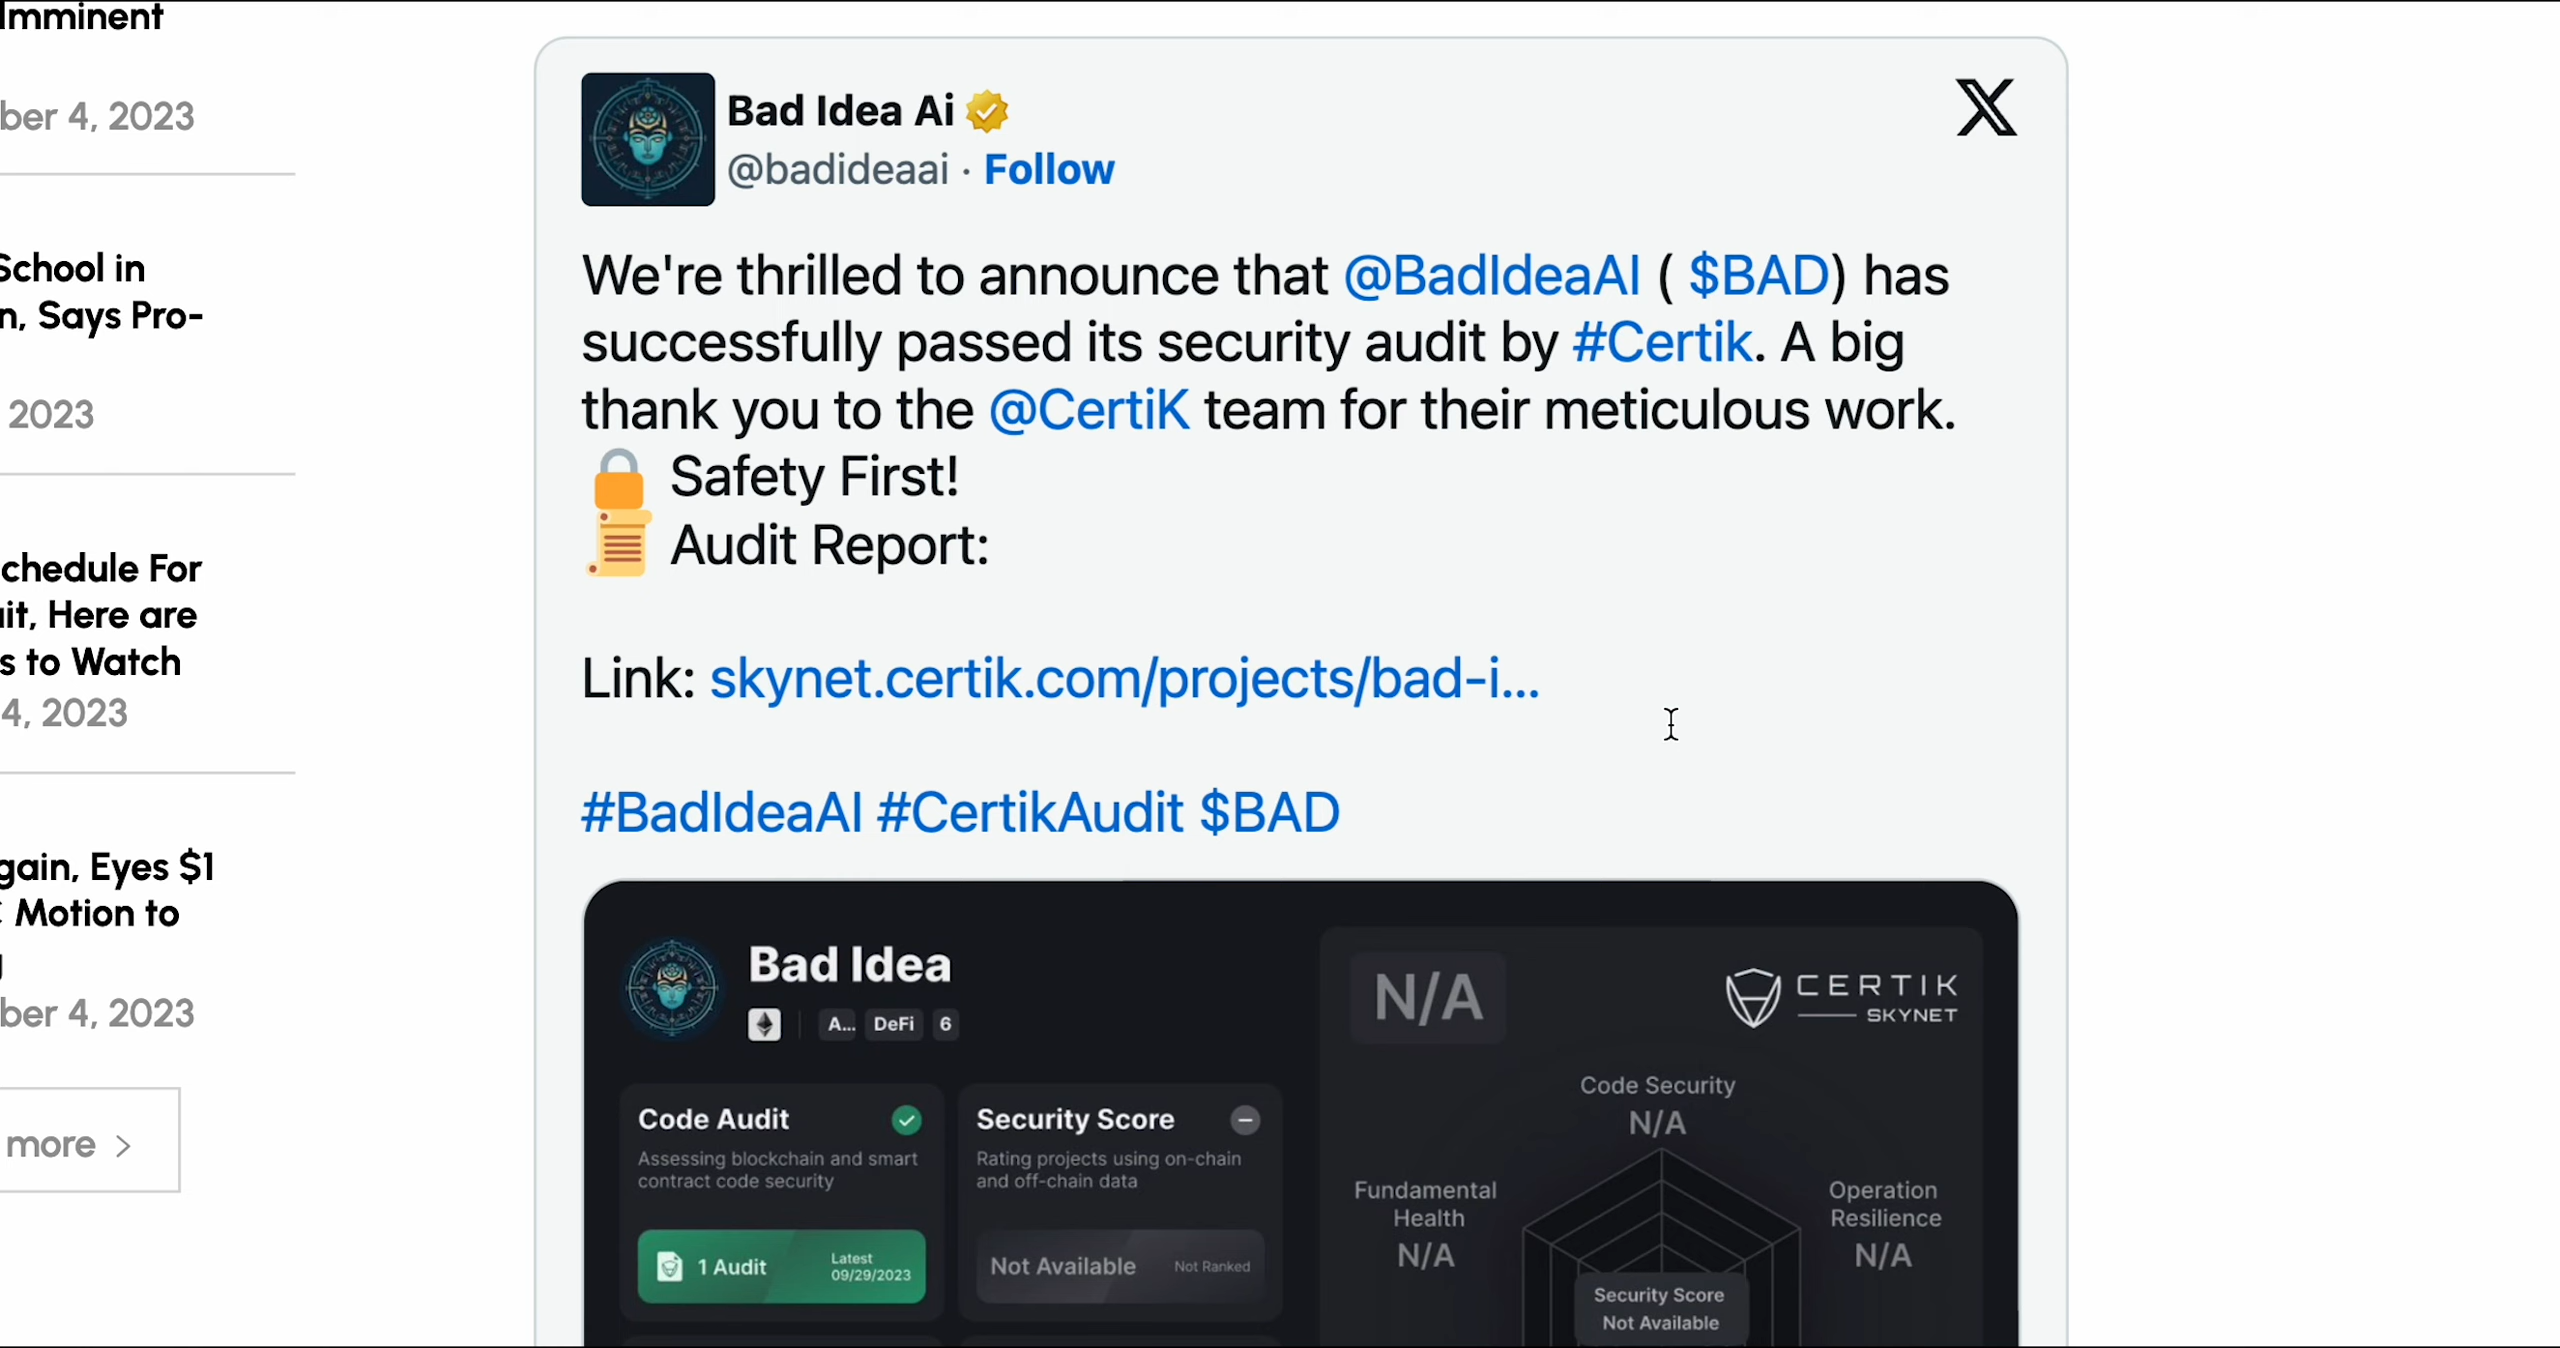 Imminent
ber 4, 2023
School in
n, Says Pro-
2023
chedule For
it, Here are
s to Watch
4, 2023
gain, Eyes $1
Motion to
ber 4, 2023
more >
Bad Idea Ai
@badideaai · Follow
We're thrilled to announce that @BadIdeaAI ( $BAD) has
successfully passed its security audit by #Certik. A big
thank you to the @CertiK team for their meticulous work.
Safety First!
Audit Report:
Link: skynet.certik.com/projects/bad-i...
#BadIdeaAI #CertikAudit $BAD
Bad Idea
A... DeFi 6
Code Audit
Assessing blockchain and smart
contract code security
1 Audit
Latest
09/29/2023
Security Score
Rating projects using on-chain
and off-chain data
Not Available Not Ranked
N/A
CERTIK
SKYNET
Code Security
N/A
Fundamental
Health
N/A
Operation
Resilience
N/A
Security Score
Not Available